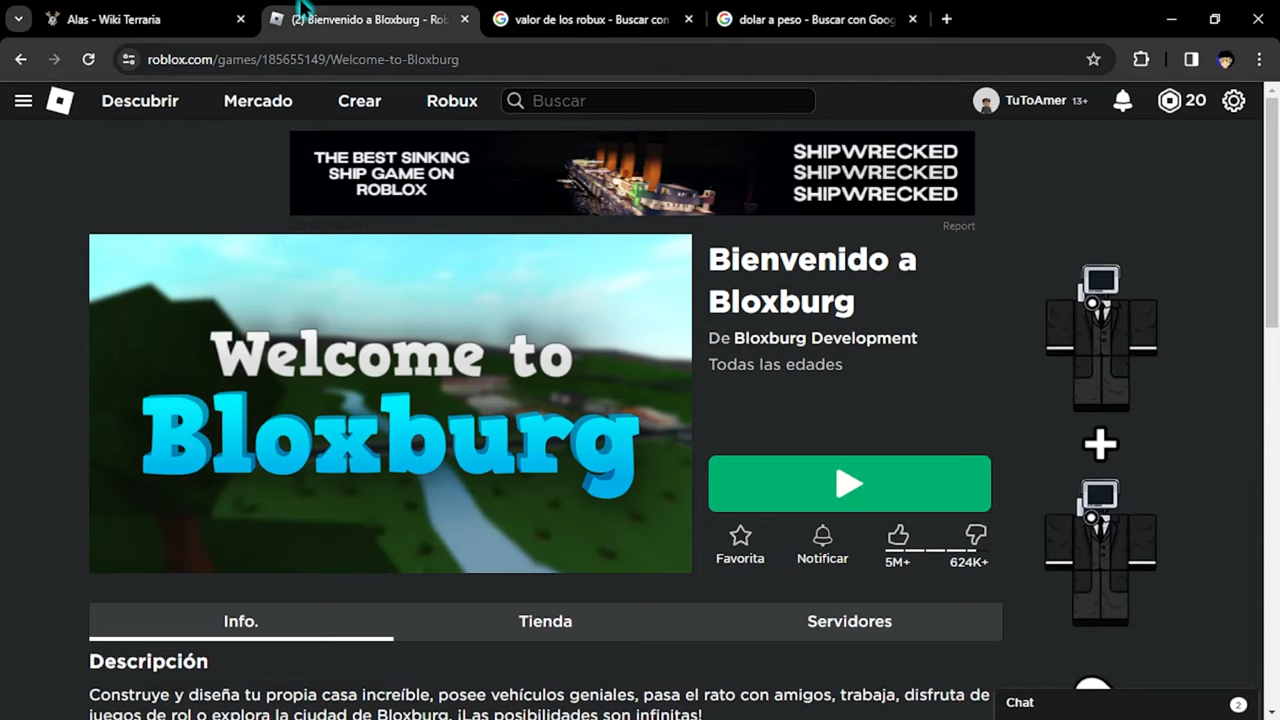 Alas - Wiki Terraria
(2) Bienvenido a Bloxburg - Rob
valor de los robux - Buscar con
dolar a peso - Buscar con Goog
roblox.com/games/185655149/Welcome-to-Bloxburg
Descubrir
Mercado
Crear
Robux
Buscar
TuToAmer 13+
20
THE BEST SINKING
SHIP GAME ON
ROBLOX
SHIPWRECKED
SHIPWRECKED
SHIPWRECKED
Report
Welcome to
Bloxburg
Bienvenido a
Bloxburg
De Bloxburg Development
Todas las edades
Favorita
Notificar
5M+
624K+
Info.
Tienda
Servidores
Descripción
Construye y diseña tu propia casa increíble, posee vehículos geniales, pasa el rato con amigos, trabaja, disfruta de
juegos de rol o explora la ciudad de Bloxburg. ¡Las posibilidades son infinitas!
Chat
2